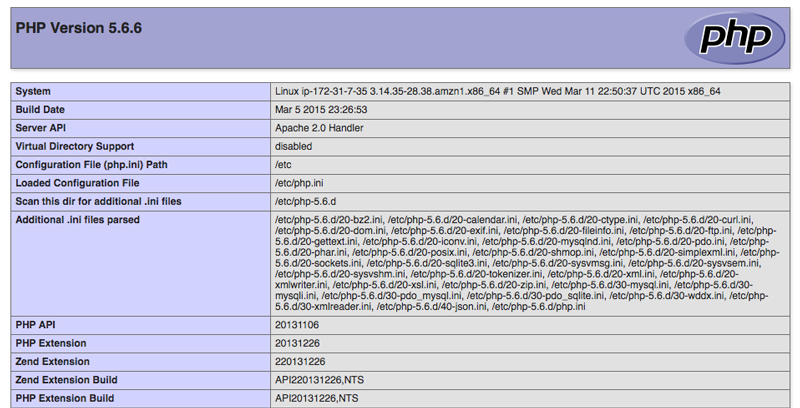 PHP Version 5.6.6
php
System Linux ip-172-31-7-35 3.14.35-28.38.amzn1.x86_64 #1 SMP Wed Mar 11 22:50:37 UTC 2015 x86_64
Build Date Mar 5 2015 23:26:53
Server API Apache 2.0 Handler
Virtual Directory Support disabled
Configuration File (php.ini) Path /etc
Loaded Configuration File /etc/php.ini
Scan this dir for additional .ini files /etc/php-5.6.d
Additional .ini files parsed /etc/php-5.6.d/20-bz2.ini, /etc/php-5.6.d/20-calendar.ini, /etc/php-5.6.d/20-ctype.ini, /etc/php-5.6.d/20-curl.ini,
/etc/php-5.6.d/20-dom.ini, /etc/php-5.6.d/20-exif.ini, /etc/php-5.6.d/20-fileinfo.ini, /etc/php-5.6.d/20-ftp.ini, /etc/php-
5.6.d/20-gettext.ini, /etc/php-5.6.d/20-iconv.ini, /etc/php-5.6.d/20-mysqlnd.ini, /etc/php-5.6.d/20-pdo.ini, /etc/php-
5.6.d/20-phar.ini, /etc/php-5.6.d/20-posix.ini, /etc/php-5.6.d/20-shmop.ini, /etc/php-5.6.d/20-simplexml.ini, /etc/php-
5.6.d/20-sockets.ini, /etc/php-5.6.d/20-sqlite3.ini, /etc/php-5.6.d/20-sysvmsg.ini, /etc/php-5.6.d/20-sysvsem.ini,
/etc/php-5.6.d/20-sysvshm.ini, /etc/php-5.6.d/20-tokenizer.ini, /etc/php-5.6.d/20-xml.ini, /etc/php-5.6.d/20-
xmlwriter.ini, /etc/php-5.6.d/20-xsl.ini, /etc/php-5.6.d/20-zip.ini, /etc/php-5.6.d/30-mysql.ini, /etc/php-5.6.d/30-
mysqli.ini, /etc/php-5.6.d/30-pdo_mysql.ini, /etc/php-5.6.d/30-pdo_sqlite.ini, /etc/php-5.6.d/30-wddx.ini, /etc/php-
5.6.d/30-xmlreader.ini, /etc/php-5.6.d/40-json.ini, /etc/php-5.6.d/php.ini
PHP API 20131106
PHP Extension 20131226
Zend Extension 220131226
Zend Extension Build API220131226,NTS
PHP Extension Build API20131226,NTS